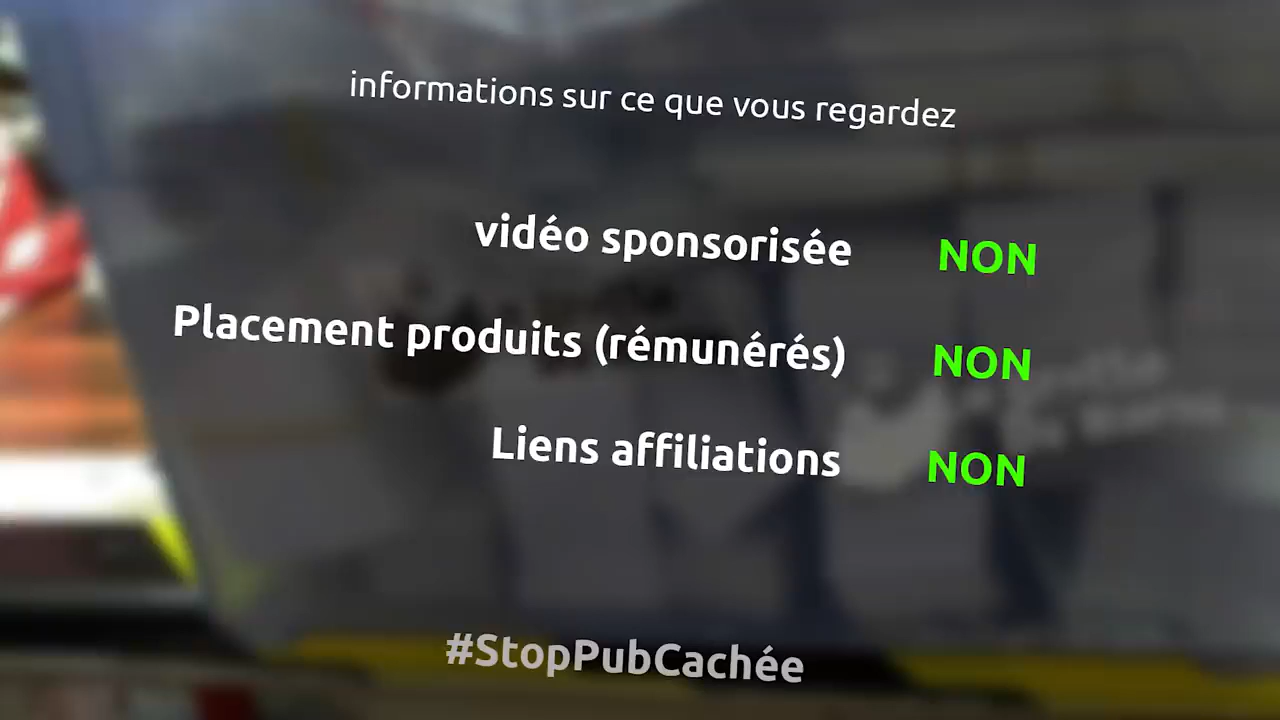 informations sur ce que vous regardez
vidéo sponsorisée NON
Placement produits (rémunérés) NON
Liens affiliations NON
#StopPubCachée